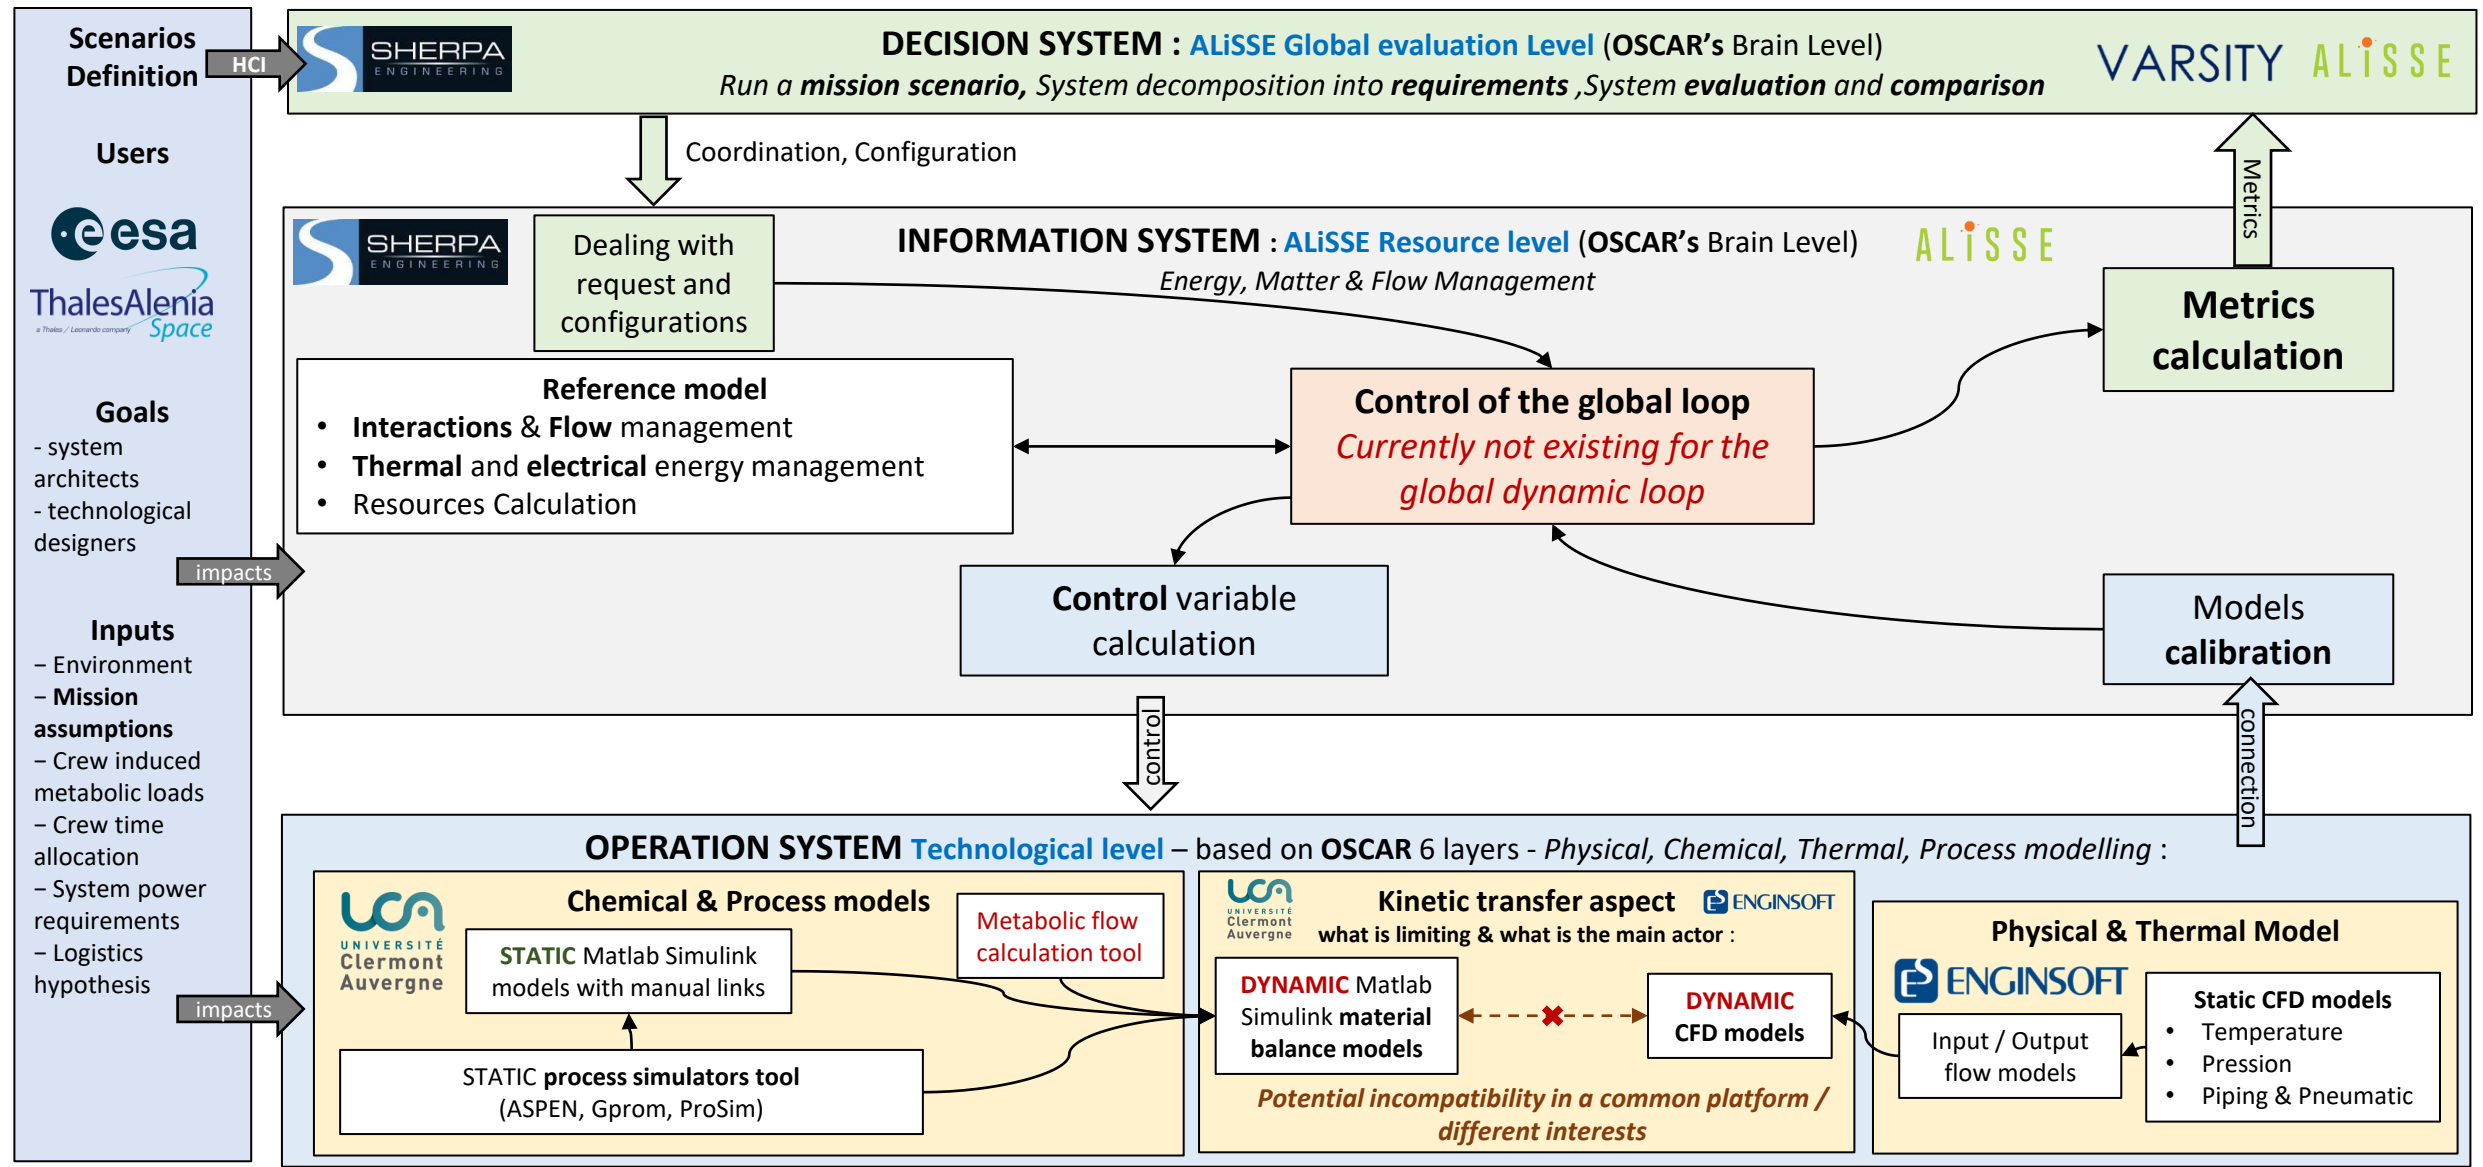 Scenarios
Definition
HCI
Users
esa
ThalesAlenia
a Thales / Leonardo company
Space
Goals
- system
architects
- technological
designers
impacts
Inputs
– Environment
– Mission
assumptions
– Crew induced
metabolic loads
– Crew time
allocation
– System power
requirements
– Logistics
hypothesis
impacts
SHERPA
ENGINEERING
DECISION SYSTEM : ALiSSE Global evaluation Level (OSCAR's Brain Level)
Run a mission scenario, System decomposition into requirements ,System evaluation and comparison
VARSITY
ALiSSE
Coordination, Configuration
Metrics
SHERPA
ENGINEERING
Dealing with
request and
configurations
INFORMATION SYSTEM : ALiSSE Resource level (OSCAR's Brain Level)
Energy, Matter & Flow Management
ALiSSE
Metrics
calculation
Reference model
• Interactions & Flow management
• Thermal and electrical energy management
• Resources Calculation
Control of the global loop
Currently not existing for the
global dynamic loop
Control variable
calculation
Models
calibration
control
connection
OPERATION SYSTEM Technological level – based on OSCAR 6 layers - Physical, Chemical, Thermal, Process modelling :
UCA
UNIVERSITÉ
Clermont
Auvergne
Chemical & Process models
STATIC Matlab Simulink
models with manual links
Metabolic flow
calculation tool
STATIC process simulators tool
(ASPEN, Gprom, ProSim)
UCA
UNIVERSITÉ
Clermont
Auvergne
Kinetic transfer aspect
ENGINSOFT
what is limiting & what is the main actor :
DYNAMIC Matlab
Simulink material
balance models
DYNAMIC
CFD models
Potential incompatibility in a common platform /
different interests
Physical & Thermal Model
ENGINSOFT
Input / Output
flow models
Static CFD models
• Temperature
• Pression
• Piping & Pneumatic